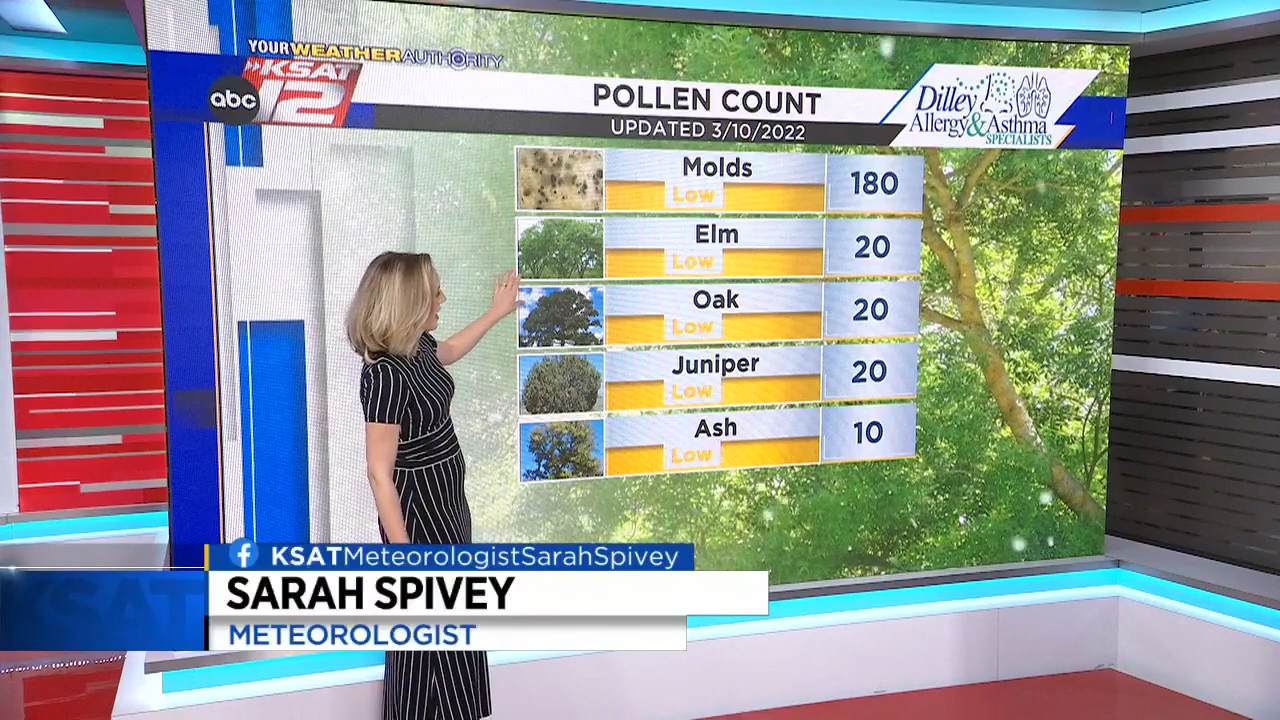 YOUR WEATHER AUTHORITY
abc KSAT 12
POLLEN COUNT
UPDATED 3/10/2022
Dilley
Allergy & Asthma
SPECIALISTS
Molds
Low
180
Elm
Low
20
Oak
Low
20
Juniper
Low
20
Ash
Low
10
KSATMeteorologistSarahSpivey
SARAH SPIVEY
METEOROLOGIST
KSAT